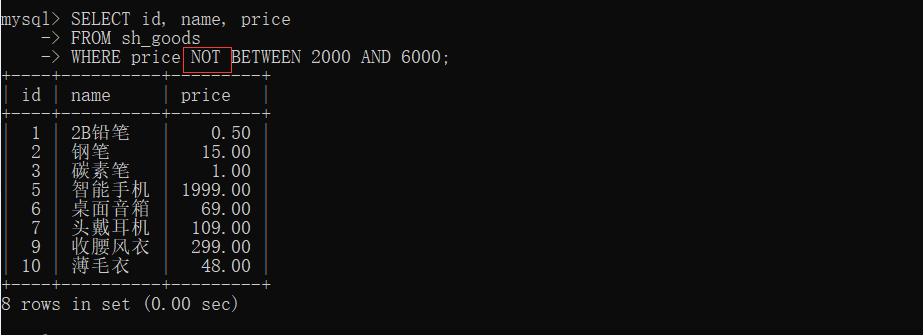 mysql> SELECT id, name, price
    -> FROM sh_goods
    -> WHERE price NOT BETWEEN 2000 AND 6000;
+----+----------+---------+
| id | name     | price   |
+----+----------+---------+
|  1 | 2B铅笔   |    0.50 |
|  2 | 钢笔     |   15.00 |
|  3 | 碳素笔   |    1.00 |
|  5 | 智能手机 | 1999.00 |
|  6 | 桌面音箱 |   69.00 |
|  7 | 头戴耳机 |  109.00 |
|  9 | 收腰风衣 |  299.00 |
| 10 | 薄毛衣   |   48.00 |
+----+----------+---------+
8 rows in set (0.00 sec)